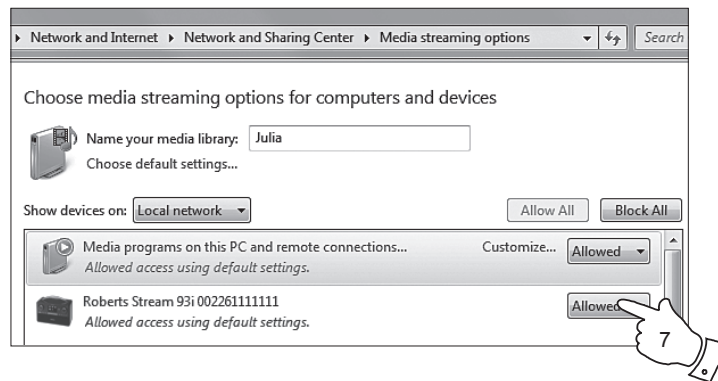 Network and Internet Network and Sharing Center Media streaming options Search
Choose media streaming options for computers and devices
Name your media library: Julia
Choose default settings...
Show devices on: Local network Allow All Block All
Media programs on this PC and remote connections... Customize... Allowed
Allowed access using default settings.
Roberts Stream 93i 002261111111 Allowed
Allowed access using default settings.
7